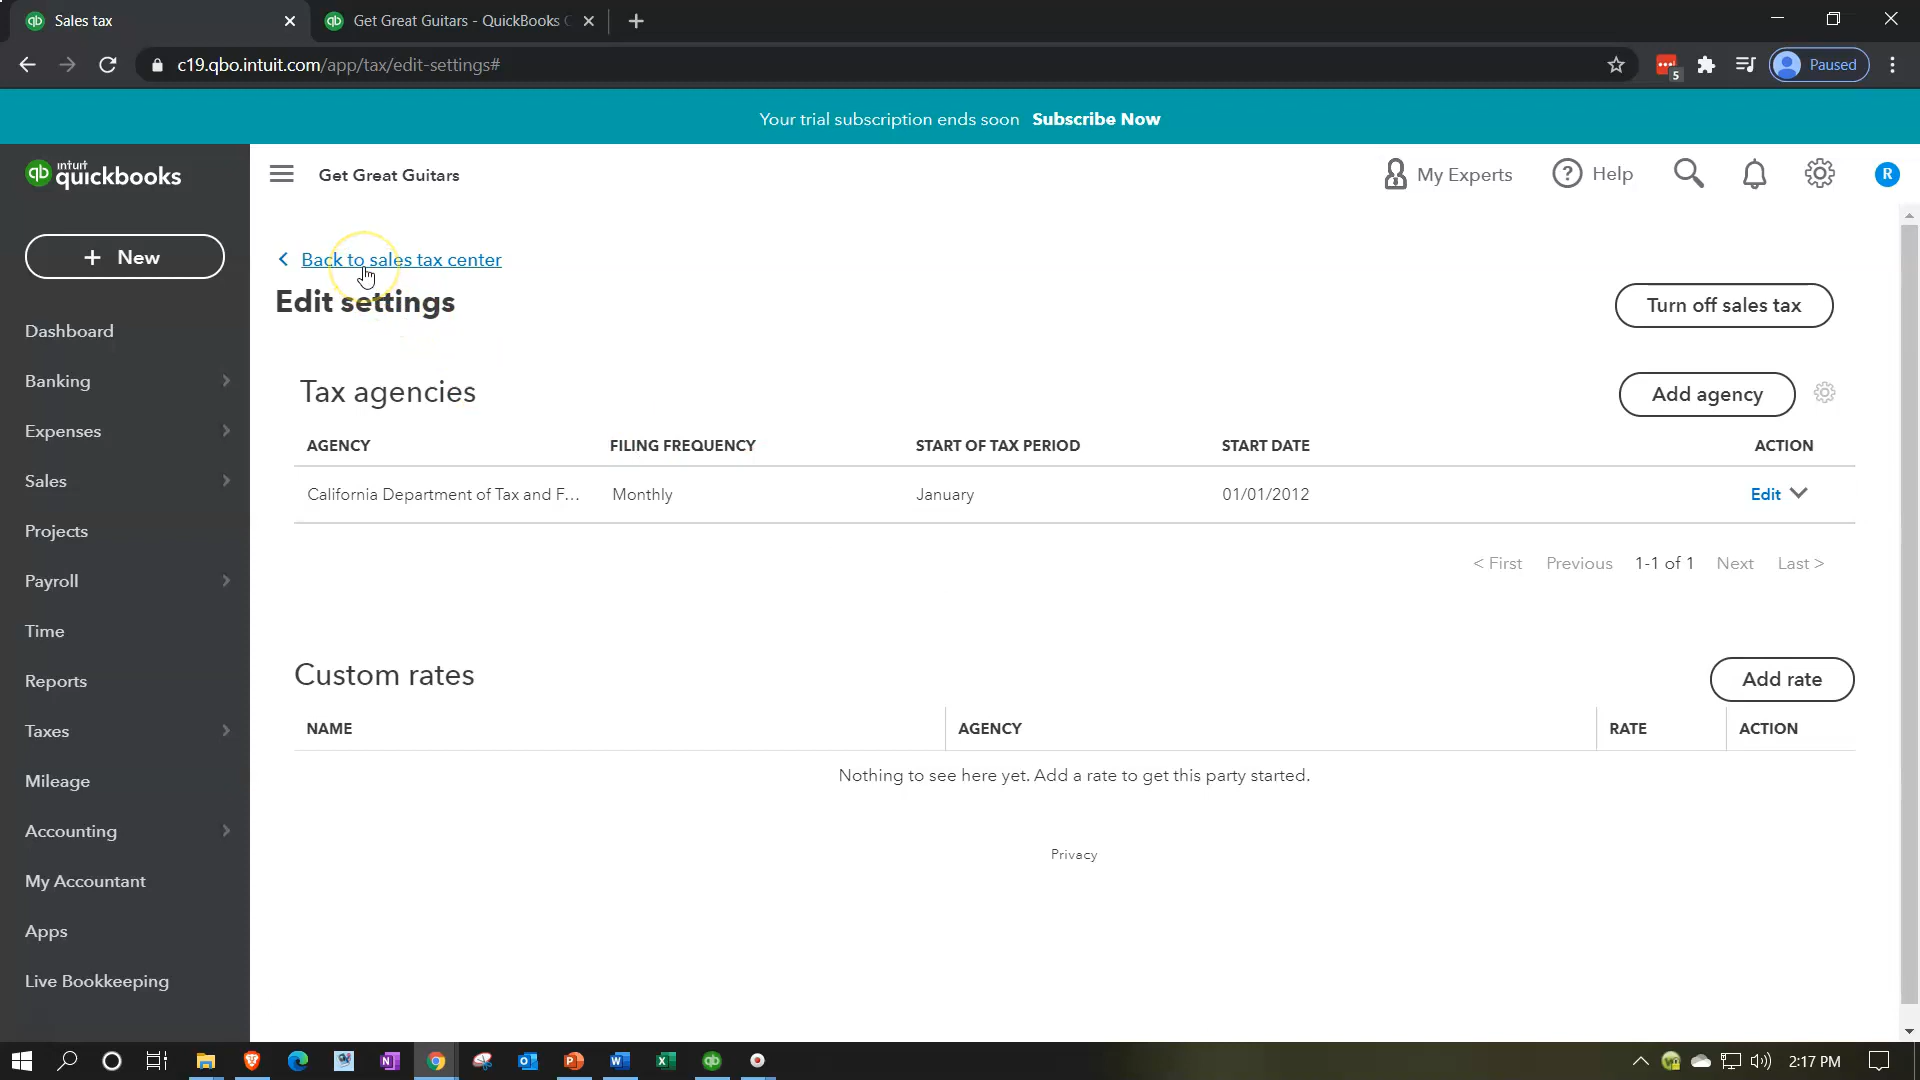 Sales tax
Get Great Guitars - QuickBooks
c19.qbo.intuit.com/app/tax/edit-settings#
5
Paused
Your trial subscription ends soon Subscribe Now
qb intuit quickbooks
Get Great Guitars
My Experts
? Help
R
+ New
< Back to sales tax center
Edit settings
Turn off sales tax
Dashboard
Banking
Expenses
Sales
Projects
Payroll
Time
Reports
Taxes
Mileage
Accounting
My Accountant
Apps
Live Bookkeeping
Tax agencies
Add agency
AGENCY FILING FREQUENCY START OF TAX PERIOD START DATE ACTION
California Department of Tax and F... Monthly January 01/01/2012 Edit
< First Previous 1-1 of 1 Next Last >
Custom rates
Add rate
NAME AGENCY RATE ACTION
Nothing to see here yet. Add a rate to get this party started.
Privacy
2:17 PM